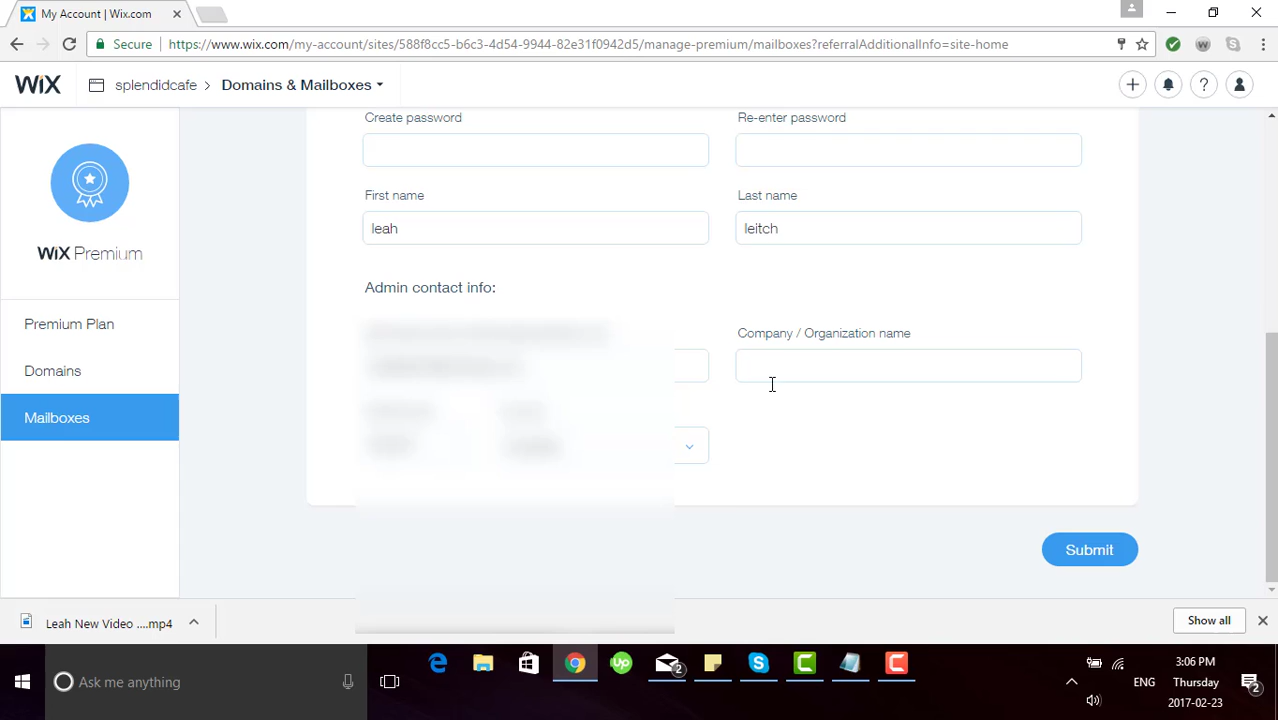 My Account | Wix.com
Secure https://www.wix.com/my-account/sites/588f8cc5-b6c3-4d54-9944-82e31f0942d5/manage-premium/mailboxes?referralAdditionalInfo=site-home
WiX splendidcafe > Domains & Mailboxes
Create password Re-enter password
First name Last name
leah leitch
WiX Premium
Admin contact info:
Premium Plan
Company / Organization name
Domains
Mailboxes
Submit
Leah New Video ....mp4 Show all
3:06 PM
Ask me anything 2 ENG Thursday 2
2017-02-23